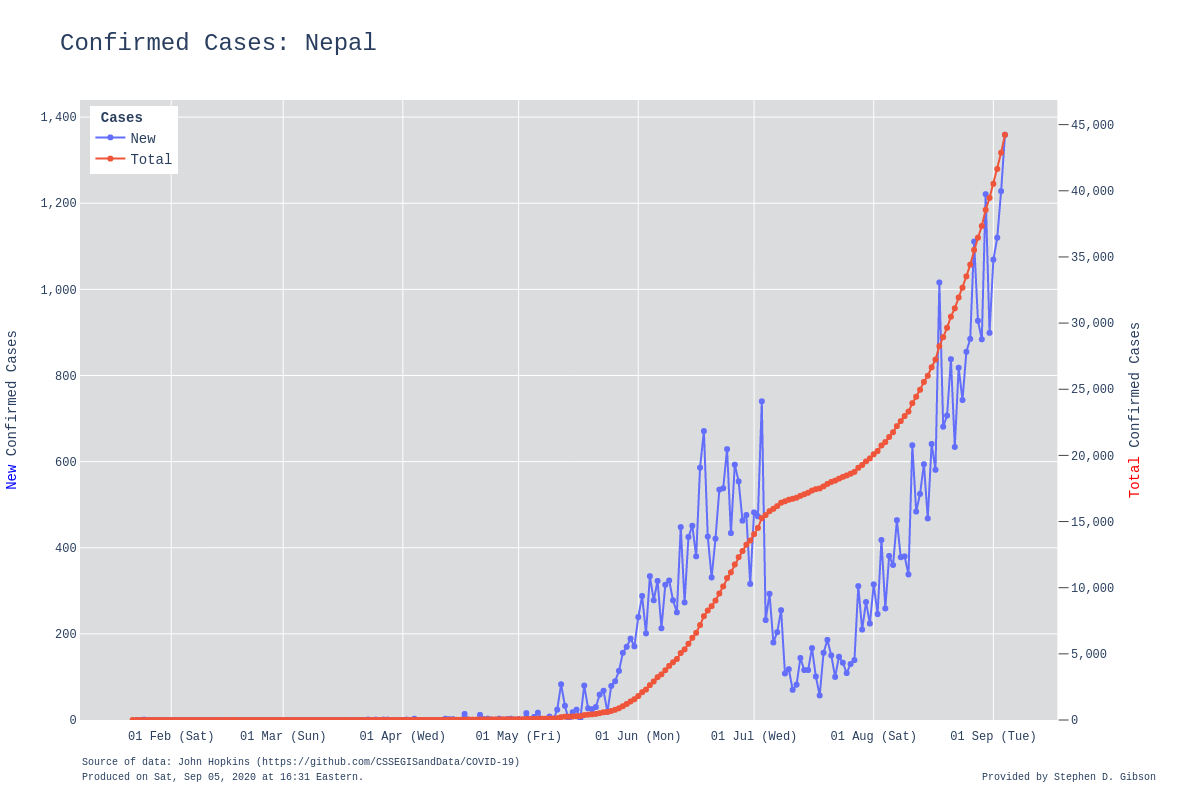 Confirmed Cases: Nepal
Cases
New
Total
1,400
1,200
1,000
800
600
400
200
0
45,000
40,000
35,000
30,000
25,000
20,000
15,000
10,000
5,000
0
New Confirmed Cases
Total Confirmed Cases
01 Feb (Sat) 01 Mar (Sun) 01 Apr (Wed) 01 May (Fri) 01 Jun (Mon) 01 Jul (Wed) 01 Aug (Sat) 01 Sep (Tue)
Source of data: John Hopkins (https://github.com/CSSEGISandData/COVID-19)
Produced on Sat, Sep 05, 2020 at 16:31 Eastern.
Provided by Stephen D. Gibson